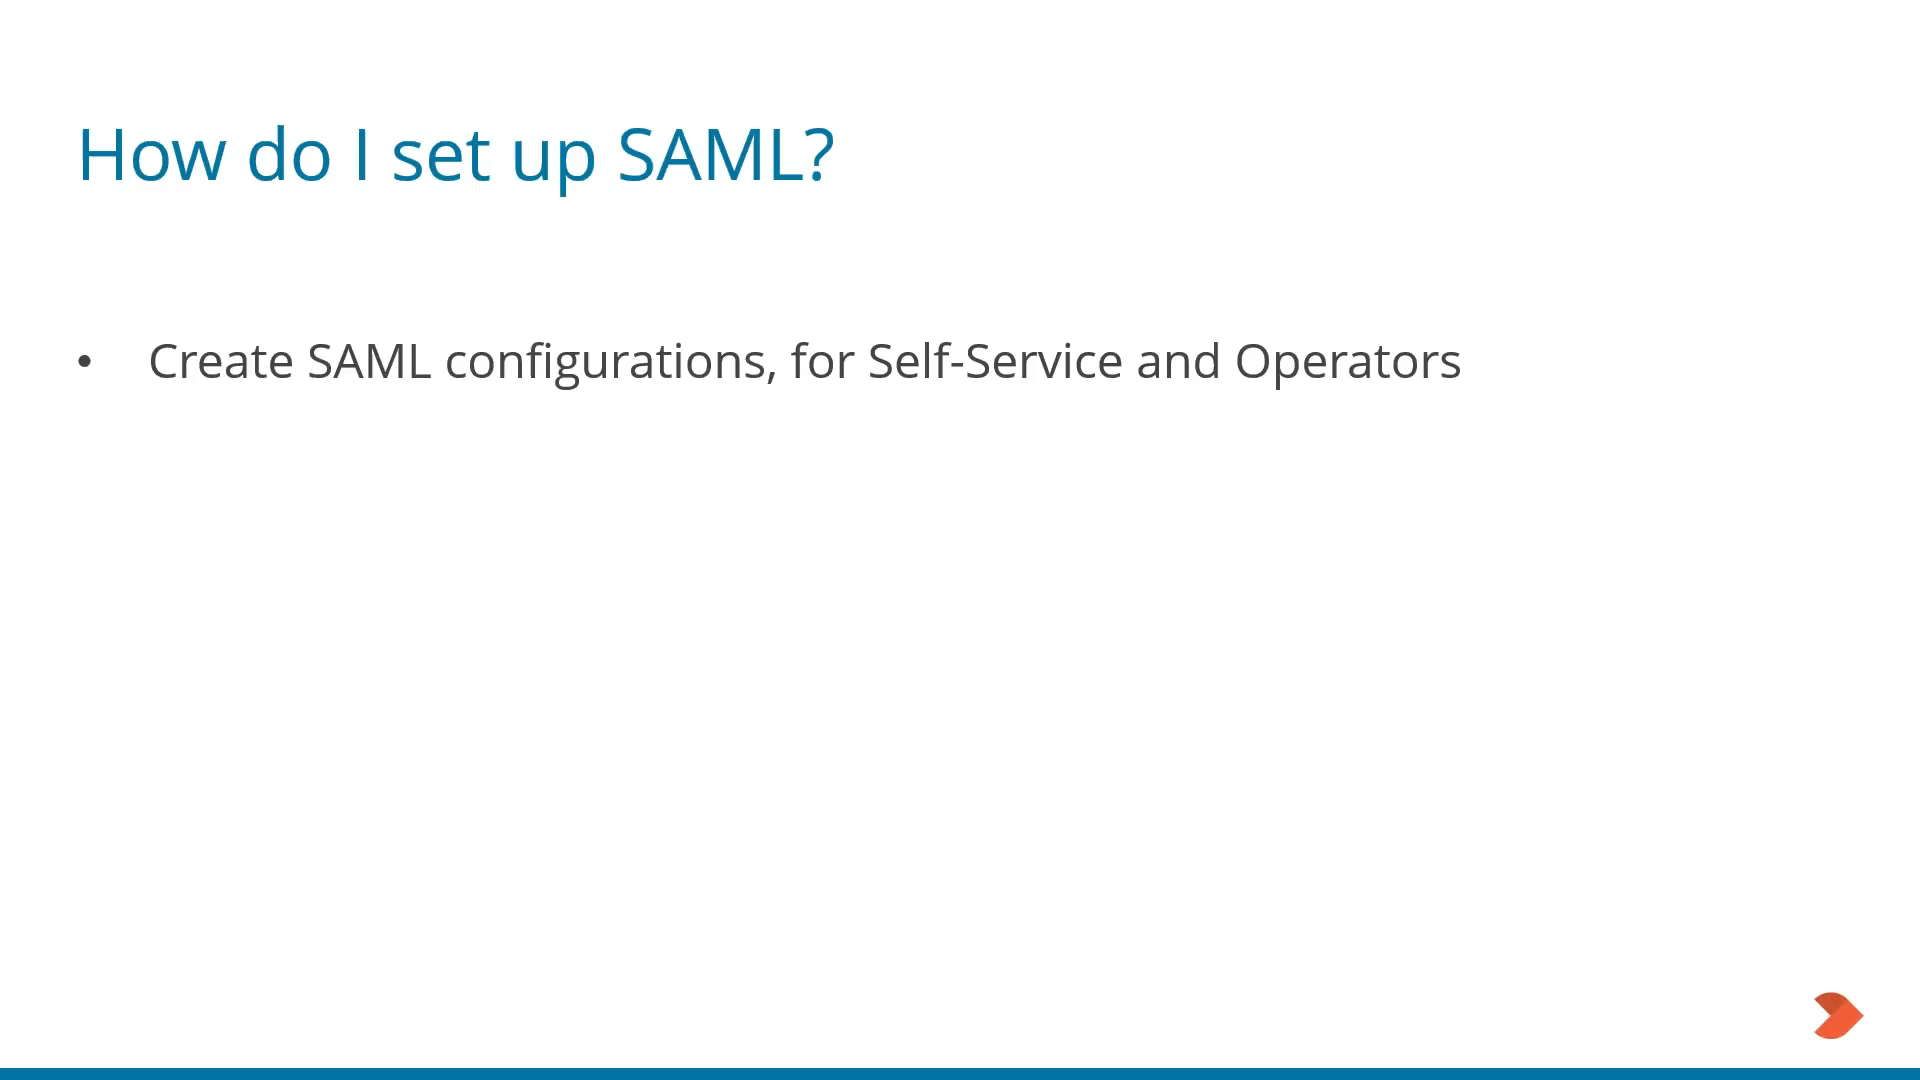 How do I set up SAML?
• Create SAML configurations, for Self-Service and Operators